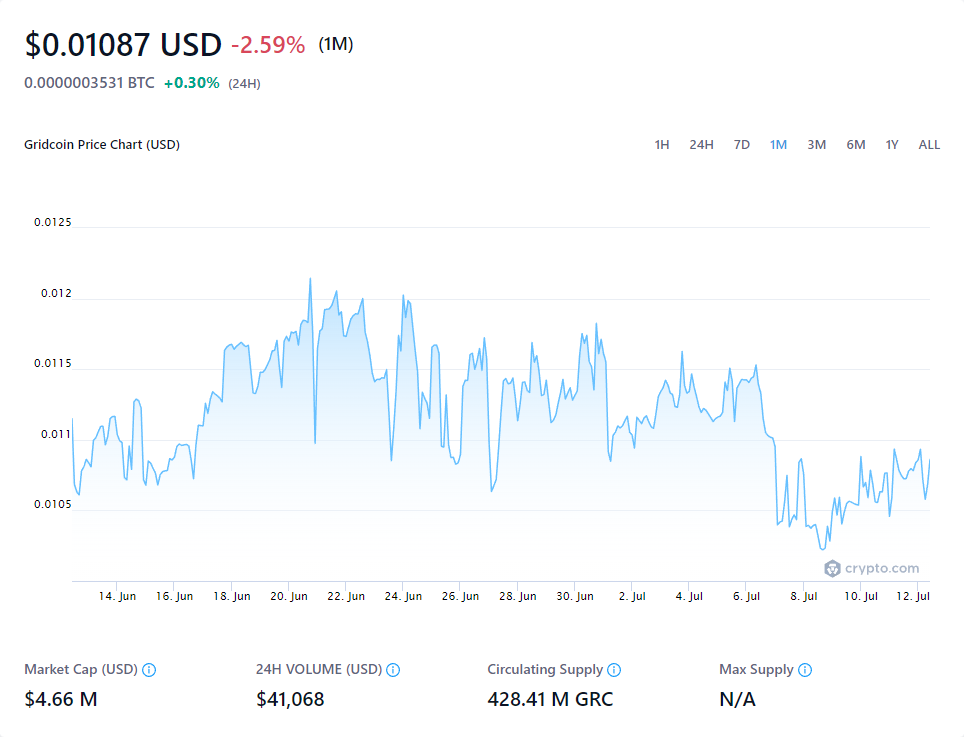 $0.01087 USD -2.59% (1M)
0.0000003531 BTC +0.30% (24H)
Gridcoin Price Chart (USD) 1H 24H 7D 1M 3M 6M 1Y ALL
0.0125
0.012
0.0115
0.011
0.0105
crypto.com
14. Jun 16. Jun 18. Jun 20. Jun 22. Jun 24. Jun 26. Jun 28. Jun 30. Jun 2. Jul 4. Jul 6. Jul 8. Jul 10. Jul 12. Jul
Market Cap (USD) 24H VOLUME (USD) Circulating Supply Max Supply
$4.66 M $41,068 428.41 M GRC N/A